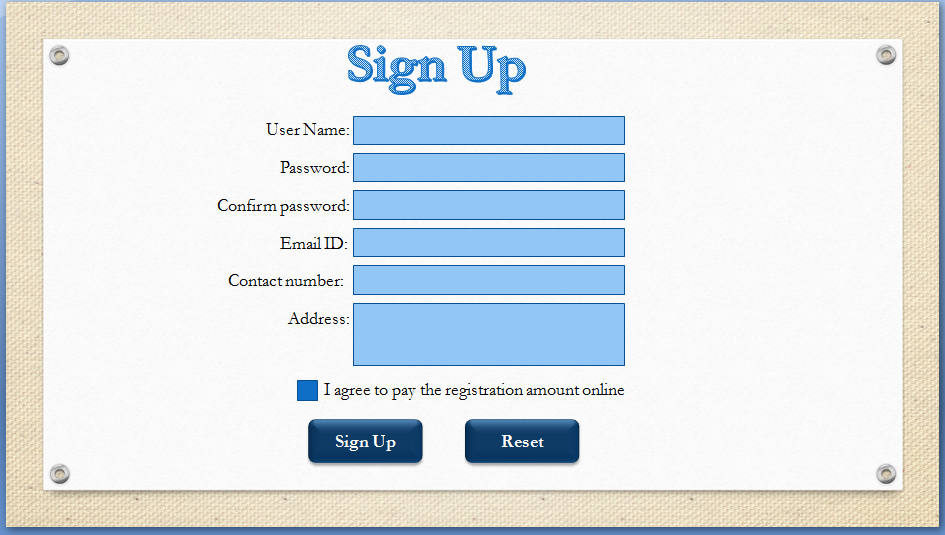 Sign Up
User Name:
Password:
Confirm password:
Email ID:
Contact number:
Address:
I agree to pay the registration amount online
Sign Up
Reset